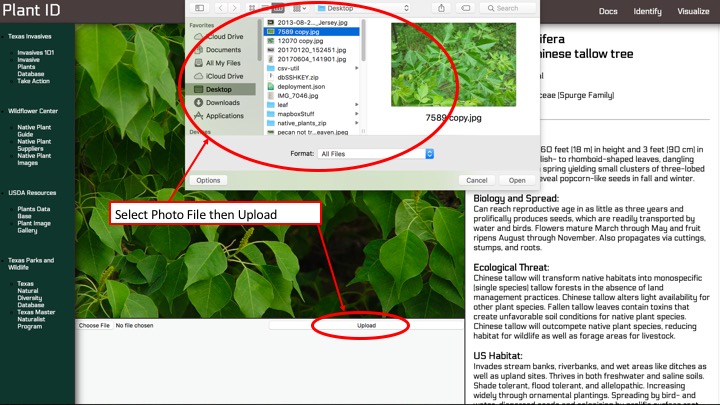 Plant ID
Docs
Identify
Visualize
Texas Invasives
Invasives 101
Invasive
Plants
Database
Take Action
Wildflower Center
Native Plant
Guide
Native Plant
Suppliers
Native Plant
Images
USDA Resources
Plants Data
Base
Plant Image
Gallery
Texas Parks and
Wildlife
Texas
Natural
Diversity
Database
Texas Master
Naturalist
Program
Desktop
Search
Favorites
iCloud Drive
Documents
All My Files
iCloud Drive
Desktop
Downloads
Applications
Devices
2013-08-2..._Jersey.jpg
7589 copy.jpg
12070 copy.jpg
20170120_152451.jpg
20170604_141901.jpg
csv-util
dbSSHKEY.zip
deployment.json
IMG_7046.jpg
leaf
mapboxStuff
native_plants_zip
pecan not tr...eaven.jpeg
7589 copy.jpg
Format:
All Files
Options
Cancel
Open
Select Photo File then Upload
Choose File
No file chosen
Upload
ifera
hinese tallow tree
ceae (Spurge Family)
60 feet (18 m) in height and 3 feet (90 cm) in
lish- to rhomboid-shaped leaves, dangling
spring yielding small clusters of three-lobed
eveal popcorn-like seeds in fall and winter.
Biology and Spread:
Can reach reproductive age in as little as three years and
prolifically produces seeds, which are readily transported by
water and birds. Flowers mature March through May and fruit
ripens August through November. Also propagates via cuttings,
stumps, and roots.
Ecological Threat:
Chinese tallow will transform native habitats into monospecific
(single species) tallow forests in the absence of land
management practices. Chinese tallow alters light availability for
other plant species. Fallen tallow leaves contain toxins that
create unfavorable soil conditions for native plant species.
Chinese tallow will outcompete native plant species, reducing
habitat for wildlife as well as forage areas for livestock.
US Habitat:
Invades stream banks, riverbanks, and wet areas like ditches as
well as upland sites. Thrives in both freshwater and saline soils.
Shade tolerant, flood tolerant, and allelopathic. Increasing
widely through ornamental plantings. Spreading by bird- and